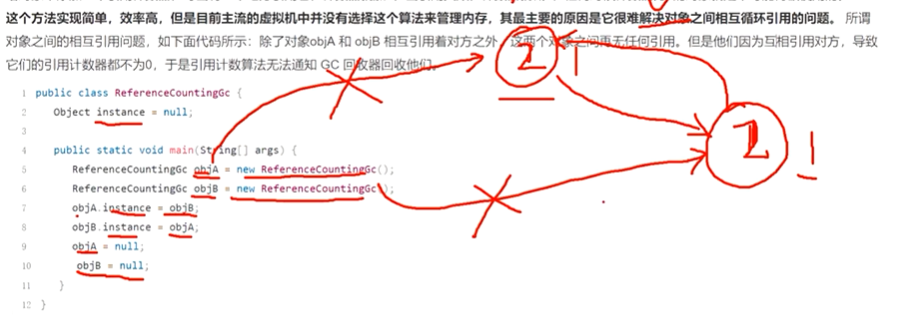 这个方法实现简单，效率高，但是目前主流的虚拟机中并没有选择这个算法来管理内存，其最主要的原因是它很难解决对象之间相互循环引用的问题。 所谓
对象之间的相互引用问题，如下面代码所示：除了对象objA 和 objB 相互引用着对方之外，这两个对象之间再无任何引用。但是他们因为互相引用对方，导致
它们的引用计数器都不为0，于是引用计数算法无法通知 GC 回收器回收他们。
1 public class ReferenceCountingGc {
2 Object instance = null;
3
4 public static void main(String[] args) {
5 ReferenceCountingGc objA = new ReferenceCountingGc();
6 ReferenceCountingGc objB = new ReferenceCountingGc();
7 objA.instance = objB;
8 objB.instance = objA;
9 objA = null;
10 objB = null;
11 }
12 }
2 1
2 1